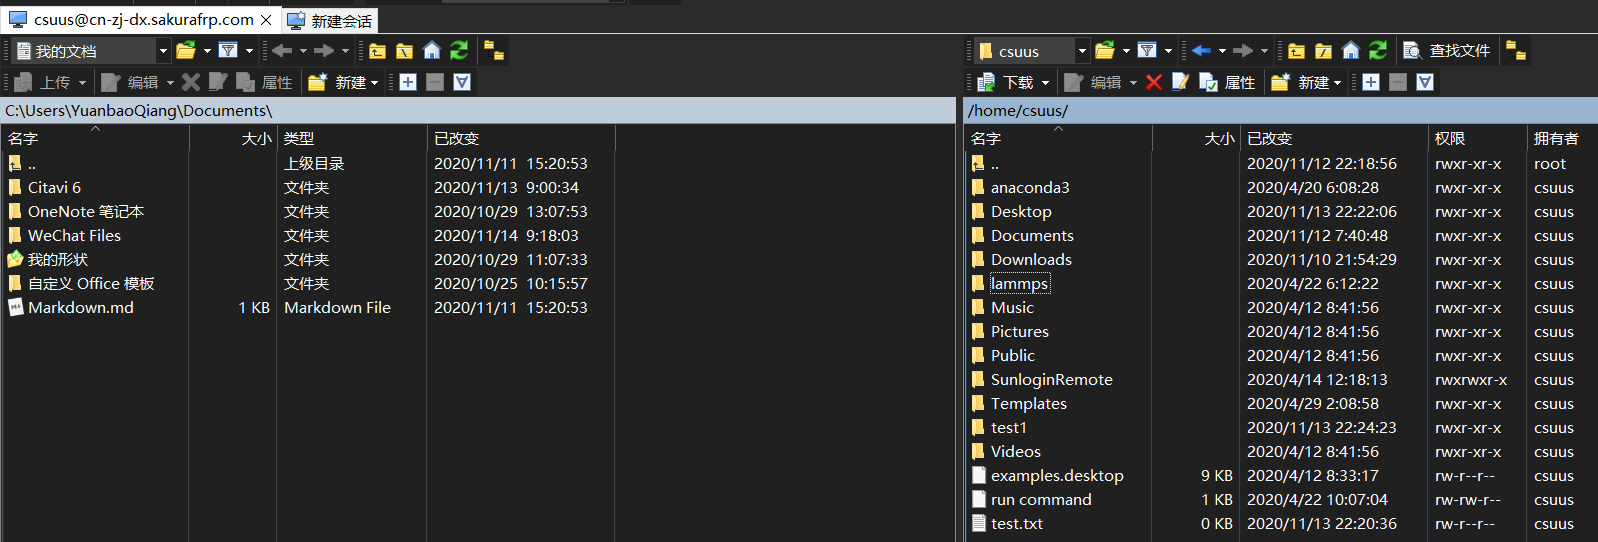 csuus@cn-zj-dx.sakurafrp.com × 新建会话
我的文档
上传 编辑 属性 新建
C:\Users\YuanbaoQiang\Documents\
名字 大小 类型 已改变
.. 上级目录 2020/11/11 15:20:53
Citavi 6 文件夹 2020/11/13 9:00:34
OneNote 笔记本 文件夹 2020/10/29 13:07:53
WeChat Files 文件夹 2020/11/14 9:18:03
我的形状 文件夹 2020/10/29 11:07:33
自定义 Office 模板 文件夹 2020/10/25 10:15:57
Markdown.md 1 KB Markdown File 2020/11/11 15:20:53
csuus 查找文件
下载 编辑 属性 新建
/home/csuus/
名字 大小 已改变 权限 拥有者
.. 2020/11/12 22:18:56 rwxr-xr-x root
anaconda3 2020/4/20 6:08:28 rwxr-xr-x csuus
Desktop 2020/11/13 22:22:06 rwxr-xr-x csuus
Documents 2020/11/12 7:40:48 rwxr-xr-x csuus
Downloads 2020/11/10 21:54:29 rwxr-xr-x csuus
lammps 2020/4/22 6:12:22 rwxr-xr-x csuus
Music 2020/4/12 8:41:56 rwxr-xr-x csuus
Pictures 2020/4/12 8:41:56 rwxr-xr-x csuus
Public 2020/4/12 8:41:56 rwxr-xr-x csuus
SunloginRemote 2020/4/14 12:18:13 rwxrwxr-x csuus
Templates 2020/4/29 2:08:58 rwxr-xr-x csuus
test1 2020/11/13 22:24:23 rwxr-xr-x csuus
Videos 2020/4/12 8:41:56 rwxr-xr-x csuus
examples.desktop 9 KB 2020/4/12 8:33:17 rw-r--r-- csuus
run command 1 KB 2020/4/22 10:07:04 rw-rw-r-- csuus
test.txt 0 KB 2020/11/13 22:20:36 rw-r--r-- csuus